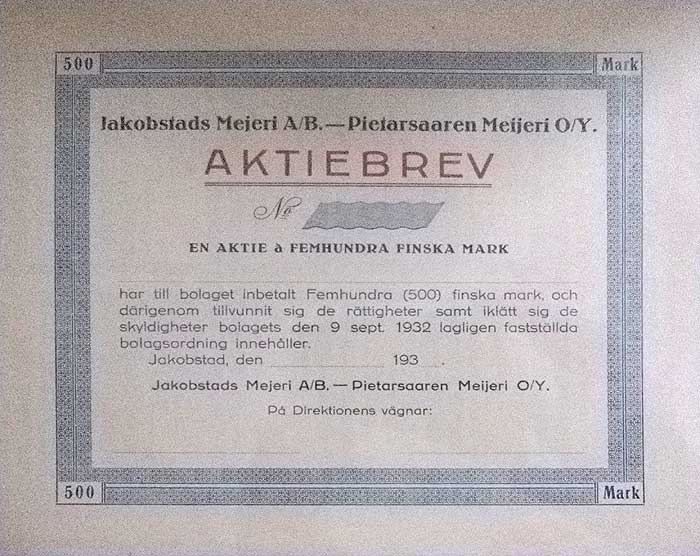 500 Mark
Jakobstads Mejeri A/B.—Pietarsaaren Meijeri O/Y.
AKTIEBREV
No
EN AKTIE à FEMHUNDRA FINSKA MARK
har till bolaget inbetalt Femhundra (500) finska mark, och
därigenom tillvunnit sig de rättigheter samt iklätt sig de
skyldigheter bolagets den 9 sept. 1932 lagligen fastställda
bolagsordning innehåller.
Jakobstad, den 193 .
Jakobstads Mejeri A/B.—Pietarsaaren Meijeri O/Y.
På Direktionens vägnar:
500 Mark